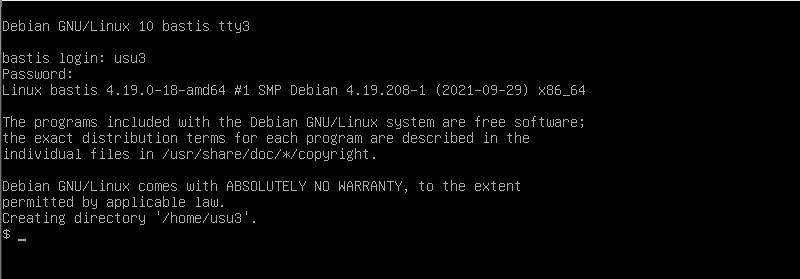 Debian GNU/Linux 10 bastis tty3
bastis login: usu3
Password:
Linux bastis 4.19.0-18-amd64 #1 SMP Debian 4.19.208-1 (2021-09-29) x86_64
The programs included with the Debian GNU/Linux system are free software;
the exact distribution terms for each program are described in the
individual files in /usr/share/doc/*/copyright.
Debian GNU/Linux comes with ABSOLUTELY NO WARRANTY, to the extent
permitted by applicable law.
Creating directory '/home/usu3'.
$ _